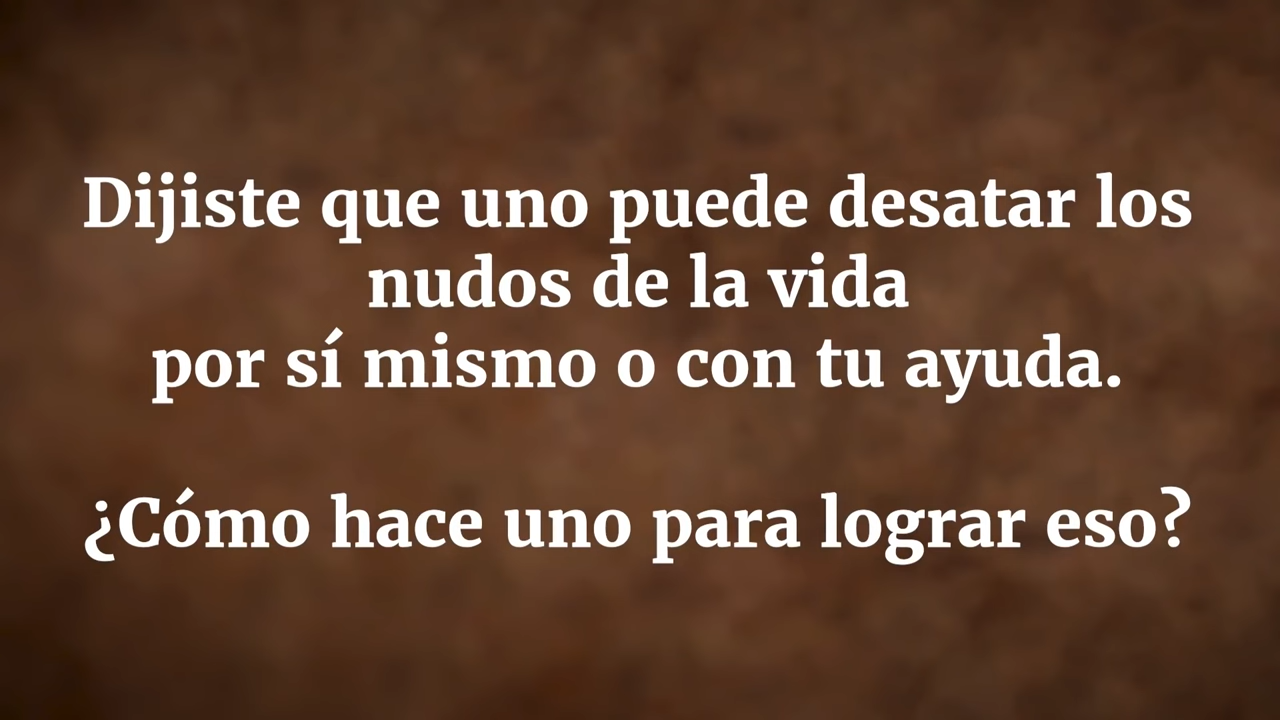 Dijiste que uno puede desatar los
nudos de la vida
por sí mismo o con tu ayuda.
¿Cómo hace uno para lograr eso?